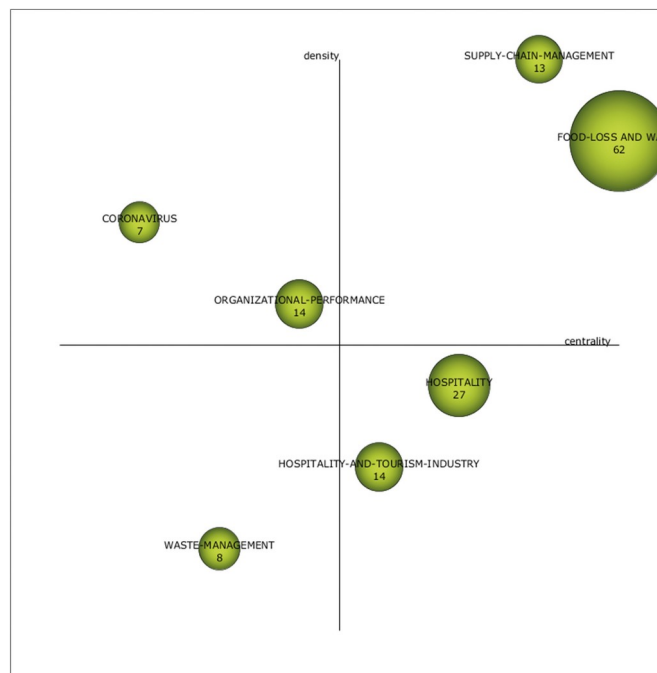 density
SUPPLY-CHAIN-MANAGEMENT
13
FOOD-LOSS AND
62
CORONAVIRUS
7
ORGANIZATIONAL-PERFORMANCE
14
centrality
HOSPITALITY
27
HOSPITALITY-AND-TOURISM-INDUSTRY
14
WASTE-MANAGEMENT
8